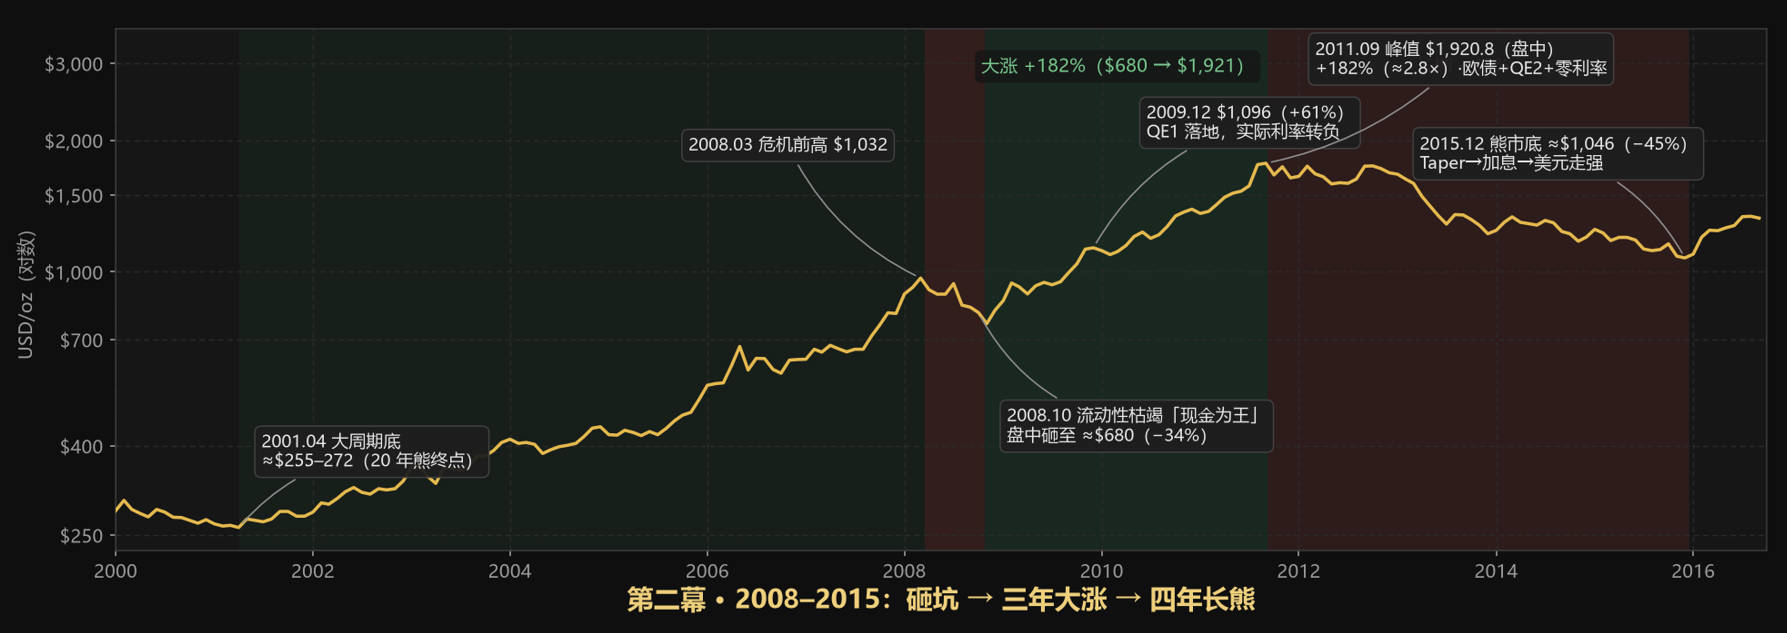 2011.09 峰值 $1,920.8（盘中）
+182%（≈2.8×）·欧债+QE2+零利率
大涨 +182%（$680 → $1,921）
2009.12 $1,096（+61%）
QE1 落地，实际利率转负
2008.03 危机前高 $1,032
2015.12 熊市底 ≈$1,046（−45%）
Taper→加息→美元走强
2008.10 流动性枯竭「现金为王」
盘中砸至 ≈$680（−34%）
2001.04 大周期底
≈$255–272（20 年熊终点）
USD/oz（对数）
$3,000
$2,000
$1,500
$1,000
$700
$400
$250
2000 2002 2004 2006 2008 2010 2012 2014 2016
第二幕 · 2008–2015：砸坑 → 三年大涨 → 四年长熊